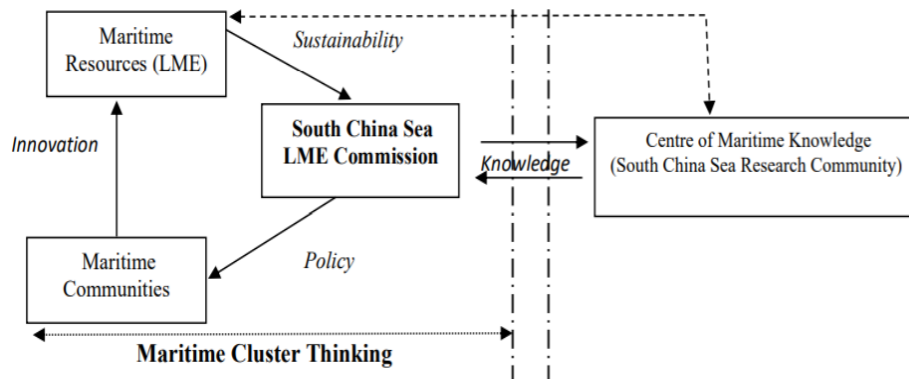 Maritime
Resources (LME)
Sustainability
South China Sea
LME Commission
Innovation
Knowledge
Centre of Maritime Knowledge
(South China Sea Research Community)
Maritime
Communities
Policy
Maritime Cluster Thinking